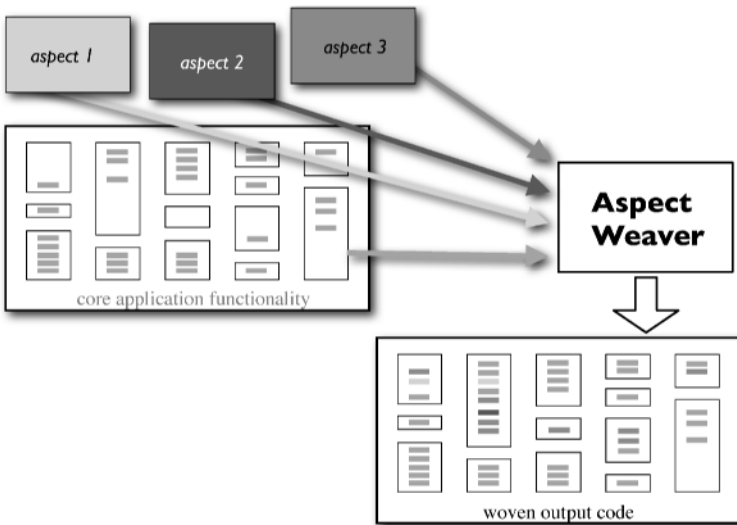 aspect 1
aspect 2
aspect 3
Aspect
Weaver
core application functionality
woven output code